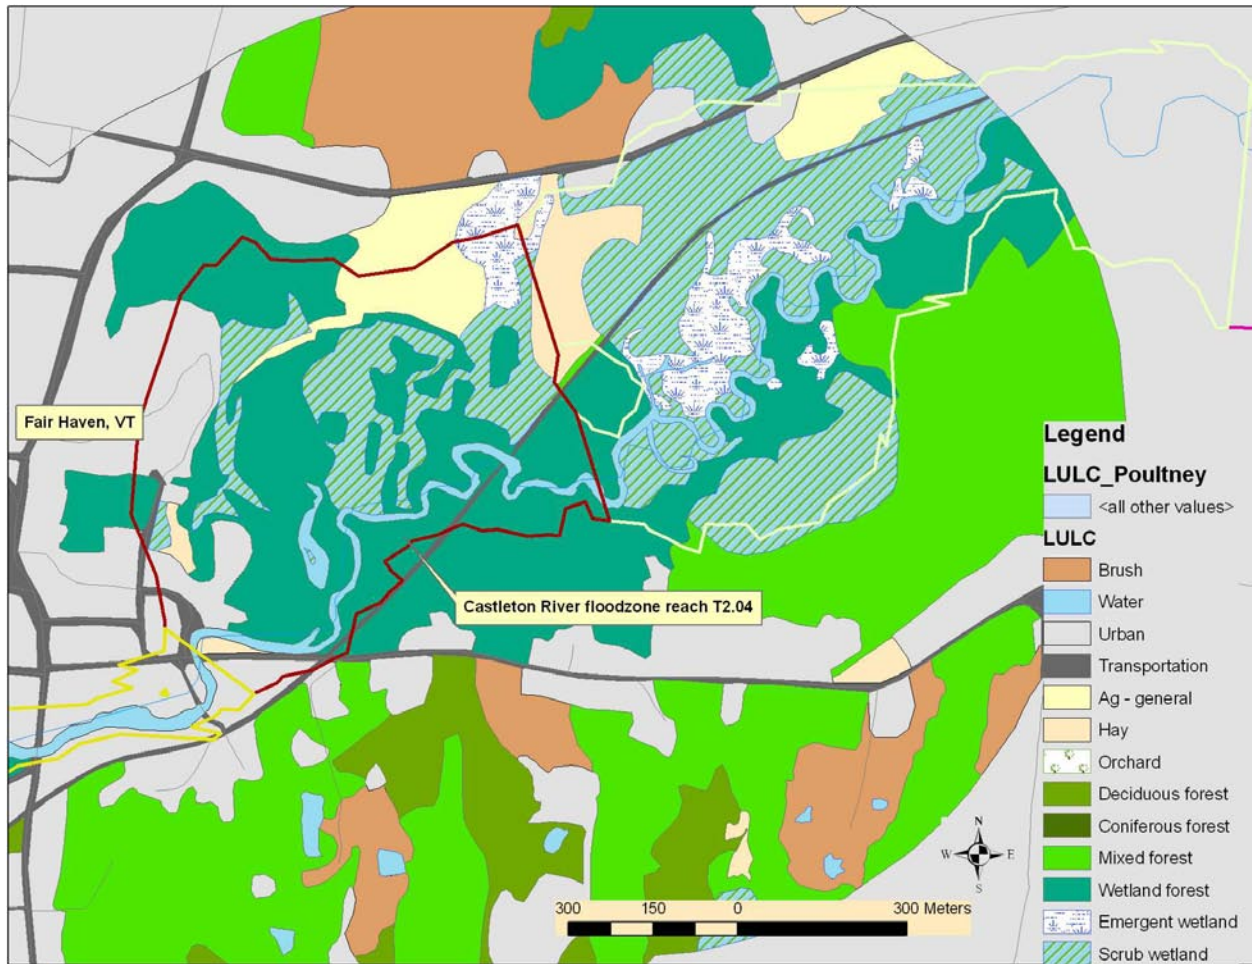 Fair Haven, VT
Castleton River floodzone reach T2.04
Legend
LULC_Poultney
<all other values>
LULC
Brush
Water
Urban
Transportation
Ag - general
Hay
Orchard
Deciduous forest
Coniferous forest
Mixed forest
Wetland forest
Emergent wetland
Scrub wetland
N
W E
S
300 150 0 300 Meters